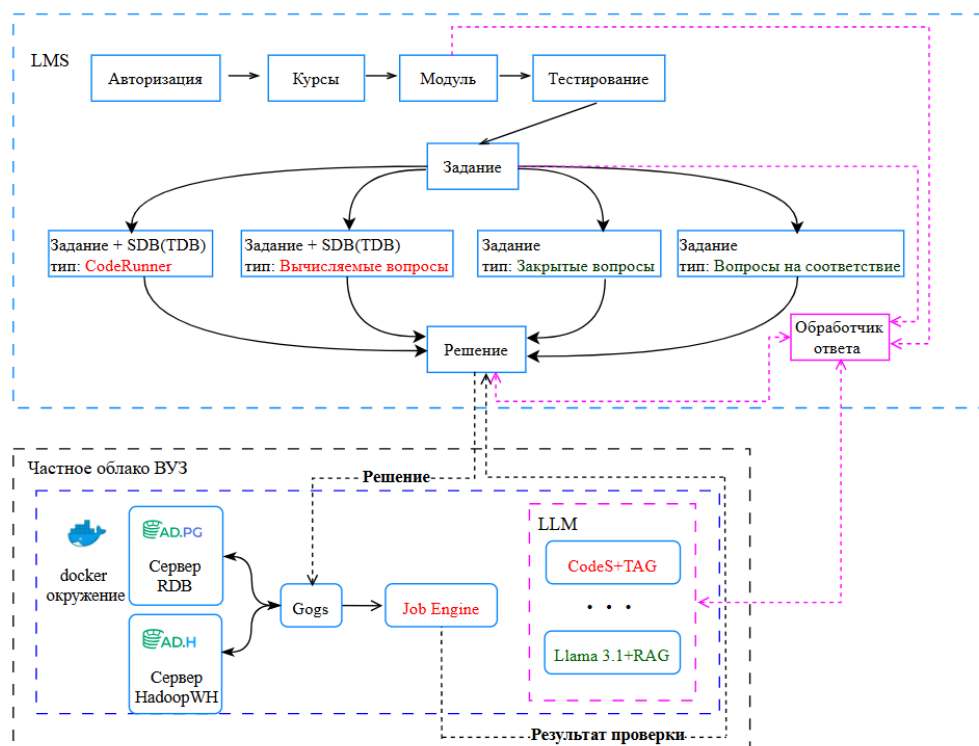 LMS
Авторизация
Курсы
Модуль
Тестирование
Задание
Задание + SDB(TDB)
тип: CodeRunner
Задание + SDB(TDB)
тип: Вычисляемые вопросы
Задание
тип: Закрытые вопросы
Задание
тип: Вопросы на соответствие
Обработчик
ответа
Решение
Частное облако ВУЗ
Решение
docker
окружение
AD.PG
Сервер
RDB
AD.H
Сервер
HadoopWH
Gogs
Job Engine
LLM
CodeS+TAG
. . .
Llama 3.1+RAG
Результат проверки